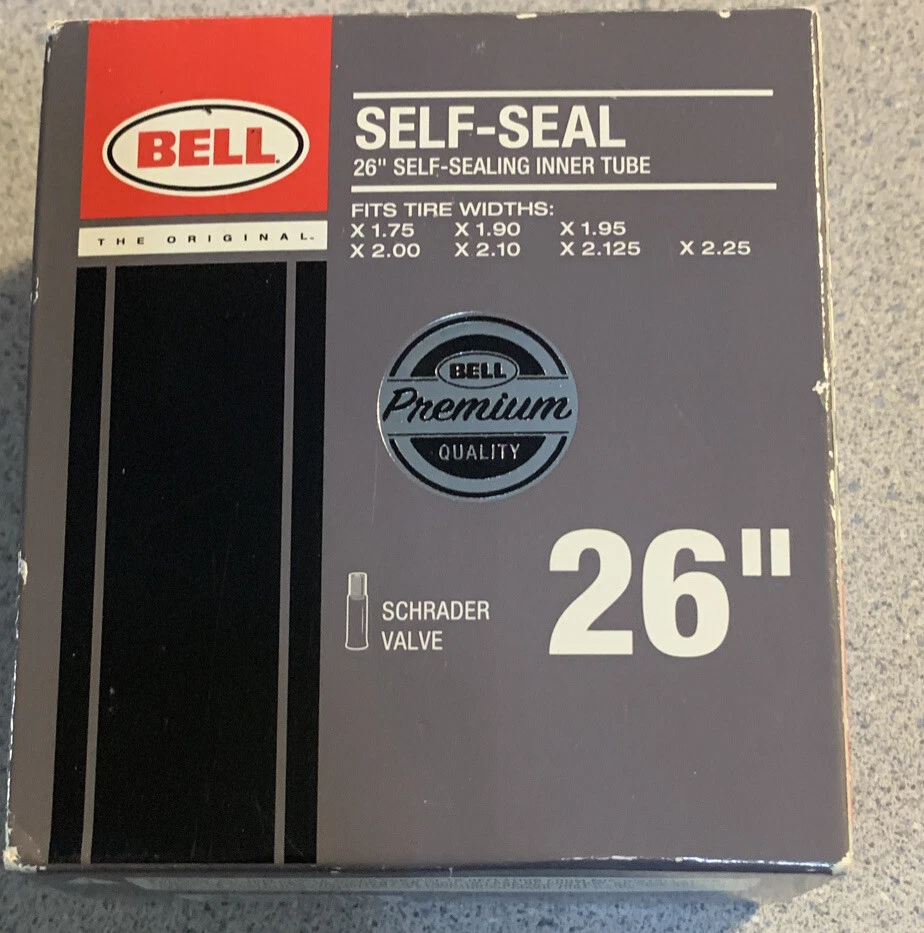 BELL
THE ORIGINAL.
SELF-SEAL
26" SELF-SEALING INNER TUBE
FITS TIRE WIDTHS:
X 1.75 X 1.90 X 1.95
X 2.00 X 2.10 X 2.125 X 2.25
BELL
Premium
QUALITY
SCHRADER
VALVE
26"